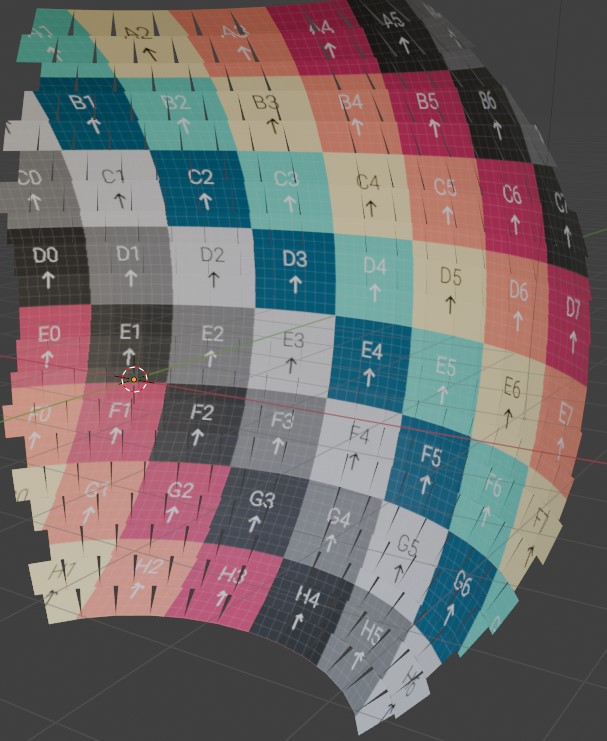 A1 A2 A3 A4 A5
B1 B2 B3 B4 B5 B6
C0 C1 C2 C3 C4 C5 C6
D0 D1 D2 D3 D4 D5 D6 D7
E0 E1 E2 E3 E4 E5 E6 E7
F1 F2 F3 F4 F5 F6 F7
G1 G2 G3 G4 G5 G6
H2 H3 H4 H5